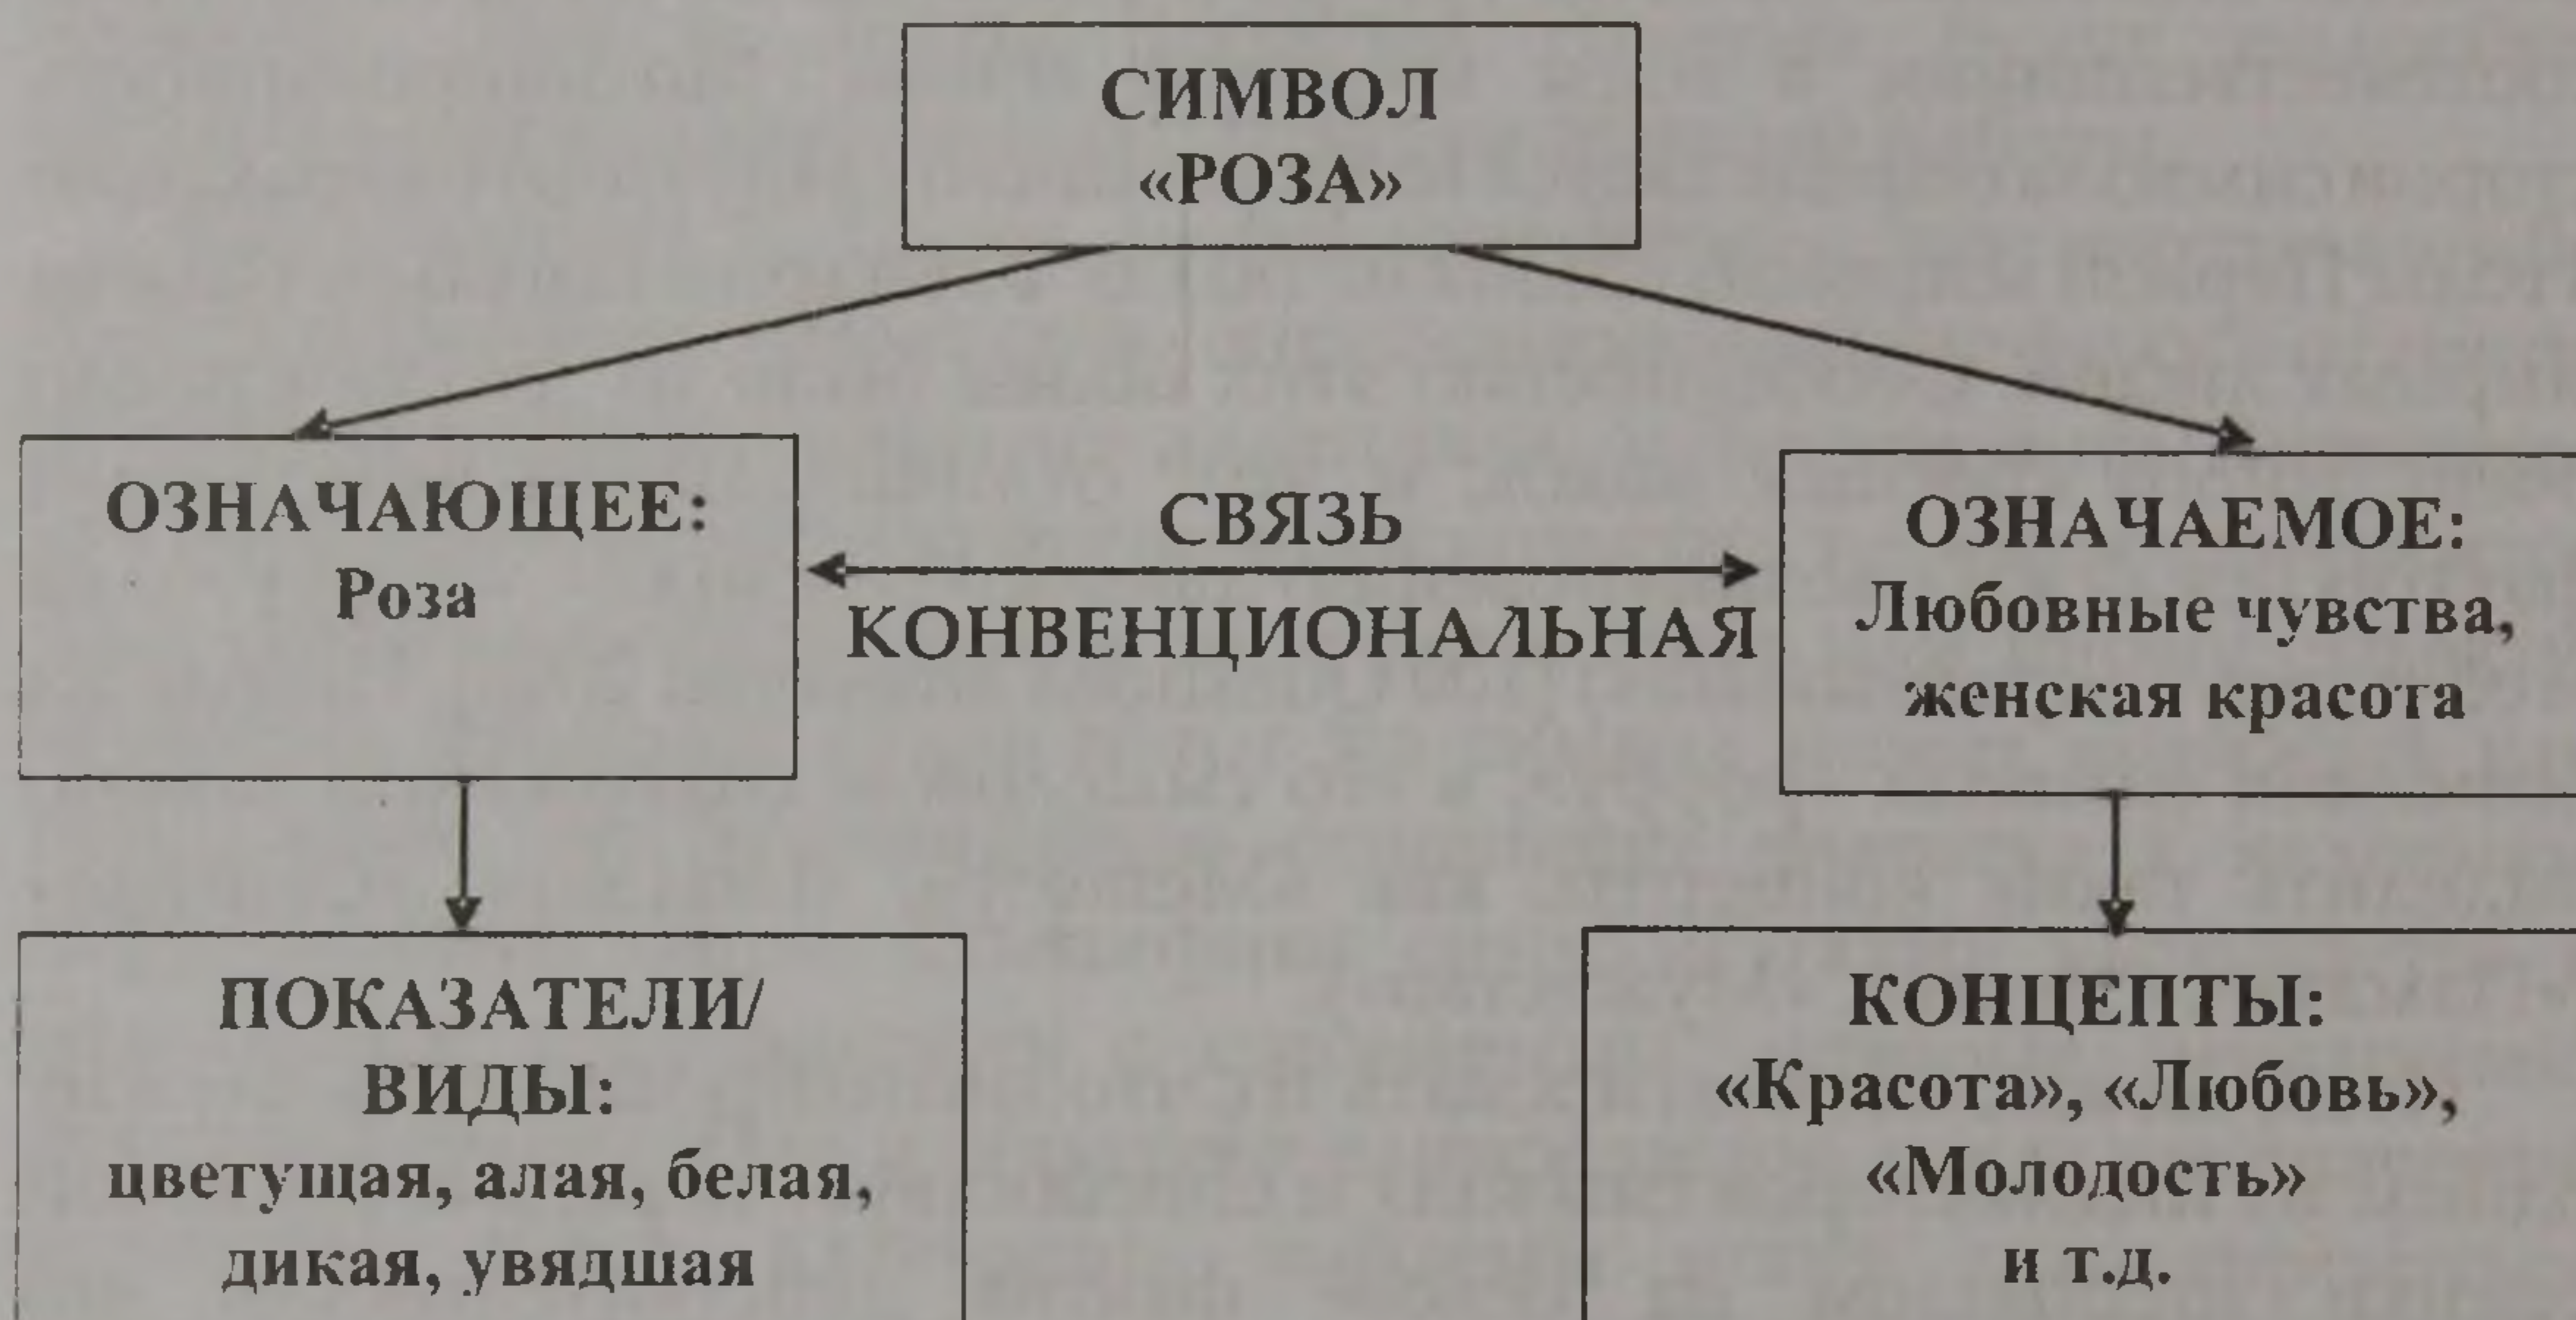 СИМВОЛ
«РОЗА»
ОЗНАЧАЮЩЕЕ:
Роза
СВЯЗЬ
КОНВЕНЦИОНАЛЬНАЯ
ОЗНАЧАЕМОЕ:
Любовные чувства,
женская красота
ПОКАЗАТЕЛИ/
ВИДЫ:
цветущая, алая, белая,
дикая, увядшая
КОНЦЕПТЫ:
«Красота», «Любовь»,
«Молодость»
и т.д.